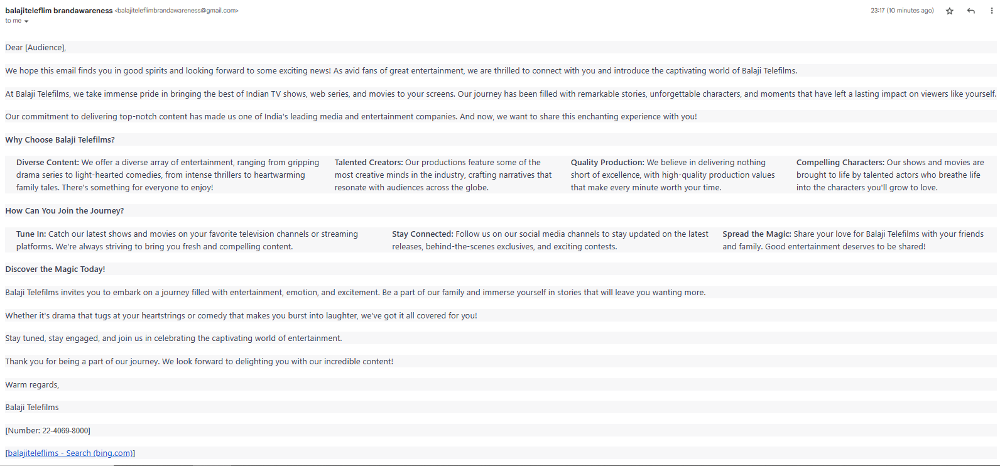 balajiteleflim brandawareness <balajiteleflimbrandawareness@gmail.com>
23:17 (10 minutes ago)
to me
Dear [Audience],
We hope this email finds you in good spirits and looking forward to some exciting news! As avid fans of great entertainment, we are thrilled to connect with you and introduce the captivating world of Balaji Telefilms.
At Balaji Telefilms, we take immense pride in bringing the best of Indian TV shows, web series, and movies to your screens. Our journey has been filled with remarkable stories, unforgettable characters, and moments that have left a lasting impact on viewers like yourself.
Our commitment to delivering top-notch content has made us one of India's leading media and entertainment companies. And now, we want to share this enchanting experience with you!
Why Choose Balaji Telefilms?
Diverse Content: We offer a diverse array of entertainment, ranging from gripping
drama series to light-hearted comedies, from intense thrillers to heartwarming
family tales. There's something for everyone to enjoy!
Talented Creators: Our productions feature some of the
most creative minds in the industry, crafting narratives that
resonate with audiences across the globe.
Quality Production: We believe in delivering nothing
short of excellence, with high-quality production values
that make every minute worth your time.
Compelling Characters: Our shows and movies are
brought to life by talented actors who breathe life
into the characters you'll grow to love.
How Can You Join the Journey?
Tune In: Catch our latest shows and movies on your favorite television channels or streaming
platforms. We're always striving to bring you fresh and compelling content.
Stay Connected: Follow us on our social media channels to stay updated on the latest
releases, behind-the-scenes exclusives, and exciting contests.
Spread the Magic: Share your love for Balaji Telefilms with your friends
and family. Good entertainment deserves to be shared!
Discover the Magic Today!
Balaji Telefilms invites you to embark on a journey filled with entertainment, emotion, and excitement. Be a part of our family and immerse yourself in stories that will leave you wanting more.
Whether it's drama that tugs at your heartstrings or comedy that makes you burst into laughter, we've got it all covered for you!
Stay tuned, stay engaged, and join us in celebrating the captivating world of entertainment.
Thank you for being a part of our journey. We look forward to delighting you with our incredible content!
Warm regards,
Balaji Telefilms
[Number: 22-4069-8000]
[balajiteleflims - Search (bing.com)]